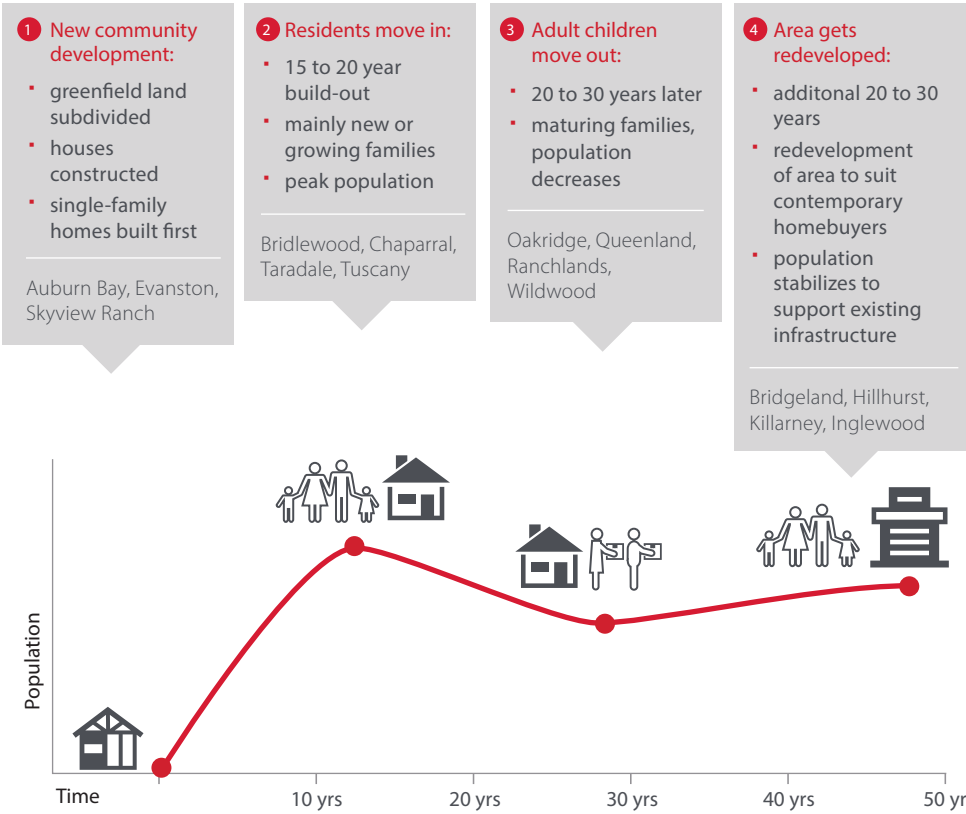 1 New community
development:
greenfield land
subdivided
houses
constructed
single-family
homes built first
Auburn Bay, Evanston,
Skyview Ranch
2 Residents move in:
15 to 20 year
build-out
mainly new or
growing families
peak population
Bridlewood, Chaparral,
Taradale, Tuscany
3 Adult children
move out:
20 to 30 years later
maturing families,
population
decreases
Oakridge, Queenland,
Ranchlands,
Wildwood
4 Area gets
redeveloped:
additonal 20 to 30
years
redevelopment
of area to suit
contemporary
homebuyers
population
stabilizes to
support existing
infrastructure
Bridgeland, Hillhurst,
Killarney, Inglewood
Population
Time
10 yrs
20 yrs
30 yrs
40 yrs
50 yr